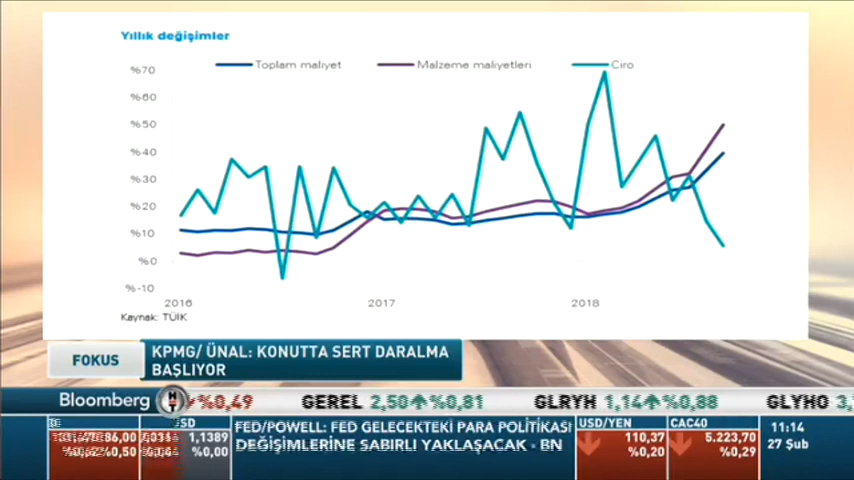 Yıllık değişimler
Toplam maliyet
Malzeme maliyetleri
Ciro
%70
%60
%50
%40
%30
%20
%10
%0
%-10
2016
2017
2018
Kaynak: TÜİK
FOKUS
KPMG/ ÜNAL: KONUTTA SERT DARALMA
BAŞLIYOR
Bloomberg HT
%0,49
GEREL 2,50 %0,81
GLRYH 1,14 %0,88
GLYHO 3,
1,1389
%0,00
FED/POWELL: FED GELECEKTEKİ PARA POLİTİKASI
DEĞİŞİMLERİNE SABIRLI YAKLAŞACAK - BN
USD/YEN
110,37
%0,20
CAC40
5.223,70
%0,29
11:14
27 Şub